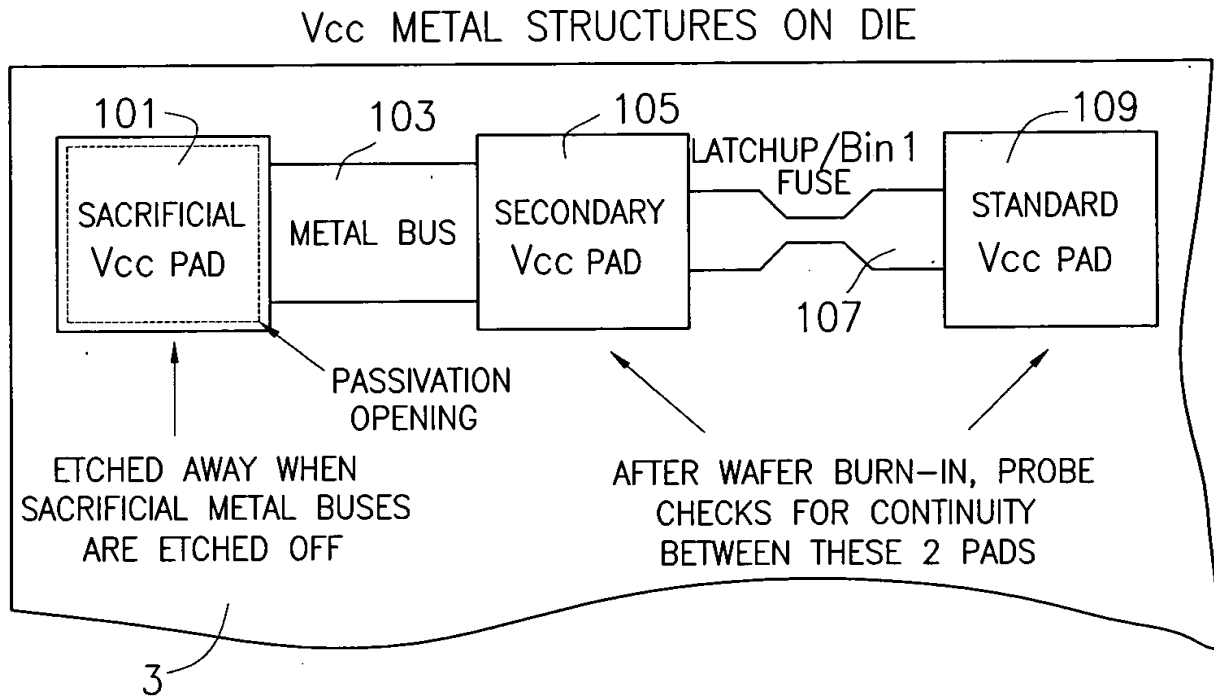 Vcc METAL STRUCTURES ON DIE
101
103
105
LATCHUP/Bin 1
FUSE
109
SACRIFICIAL
Vcc PAD
METAL BUS
SECONDARY
Vcc PAD
STANDARD
Vcc PAD
107
PASSIVATION
OPENING
ETCHED AWAY WHEN
SACRIFICIAL METAL BUSES
ARE ETCHED OFF
AFTER WAFER BURN-IN, PROBE
CHECKS FOR CONTINUITY
BETWEEN THESE 2 PADS
3